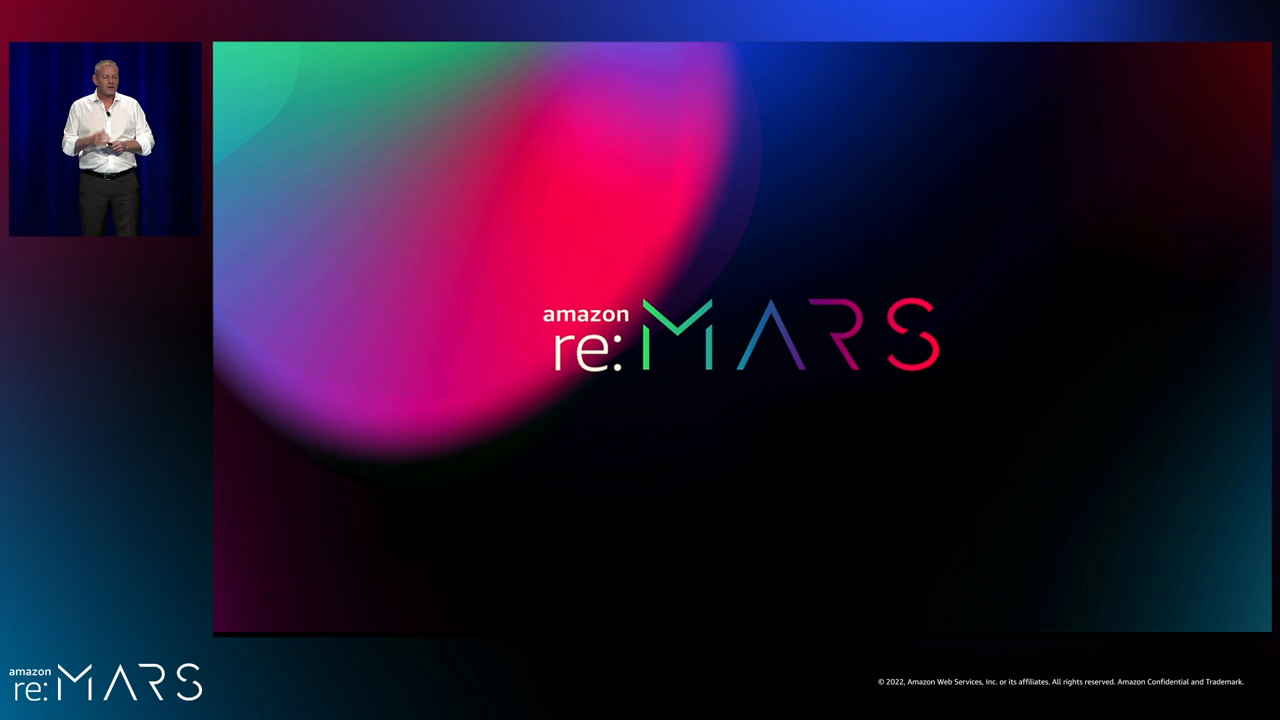 amazon
re:MARS
amazon
re:MARS
© 2022, Amazon Web Services, Inc. or its affiliates. All rights reserved. Amazon Confidential and Trademark.